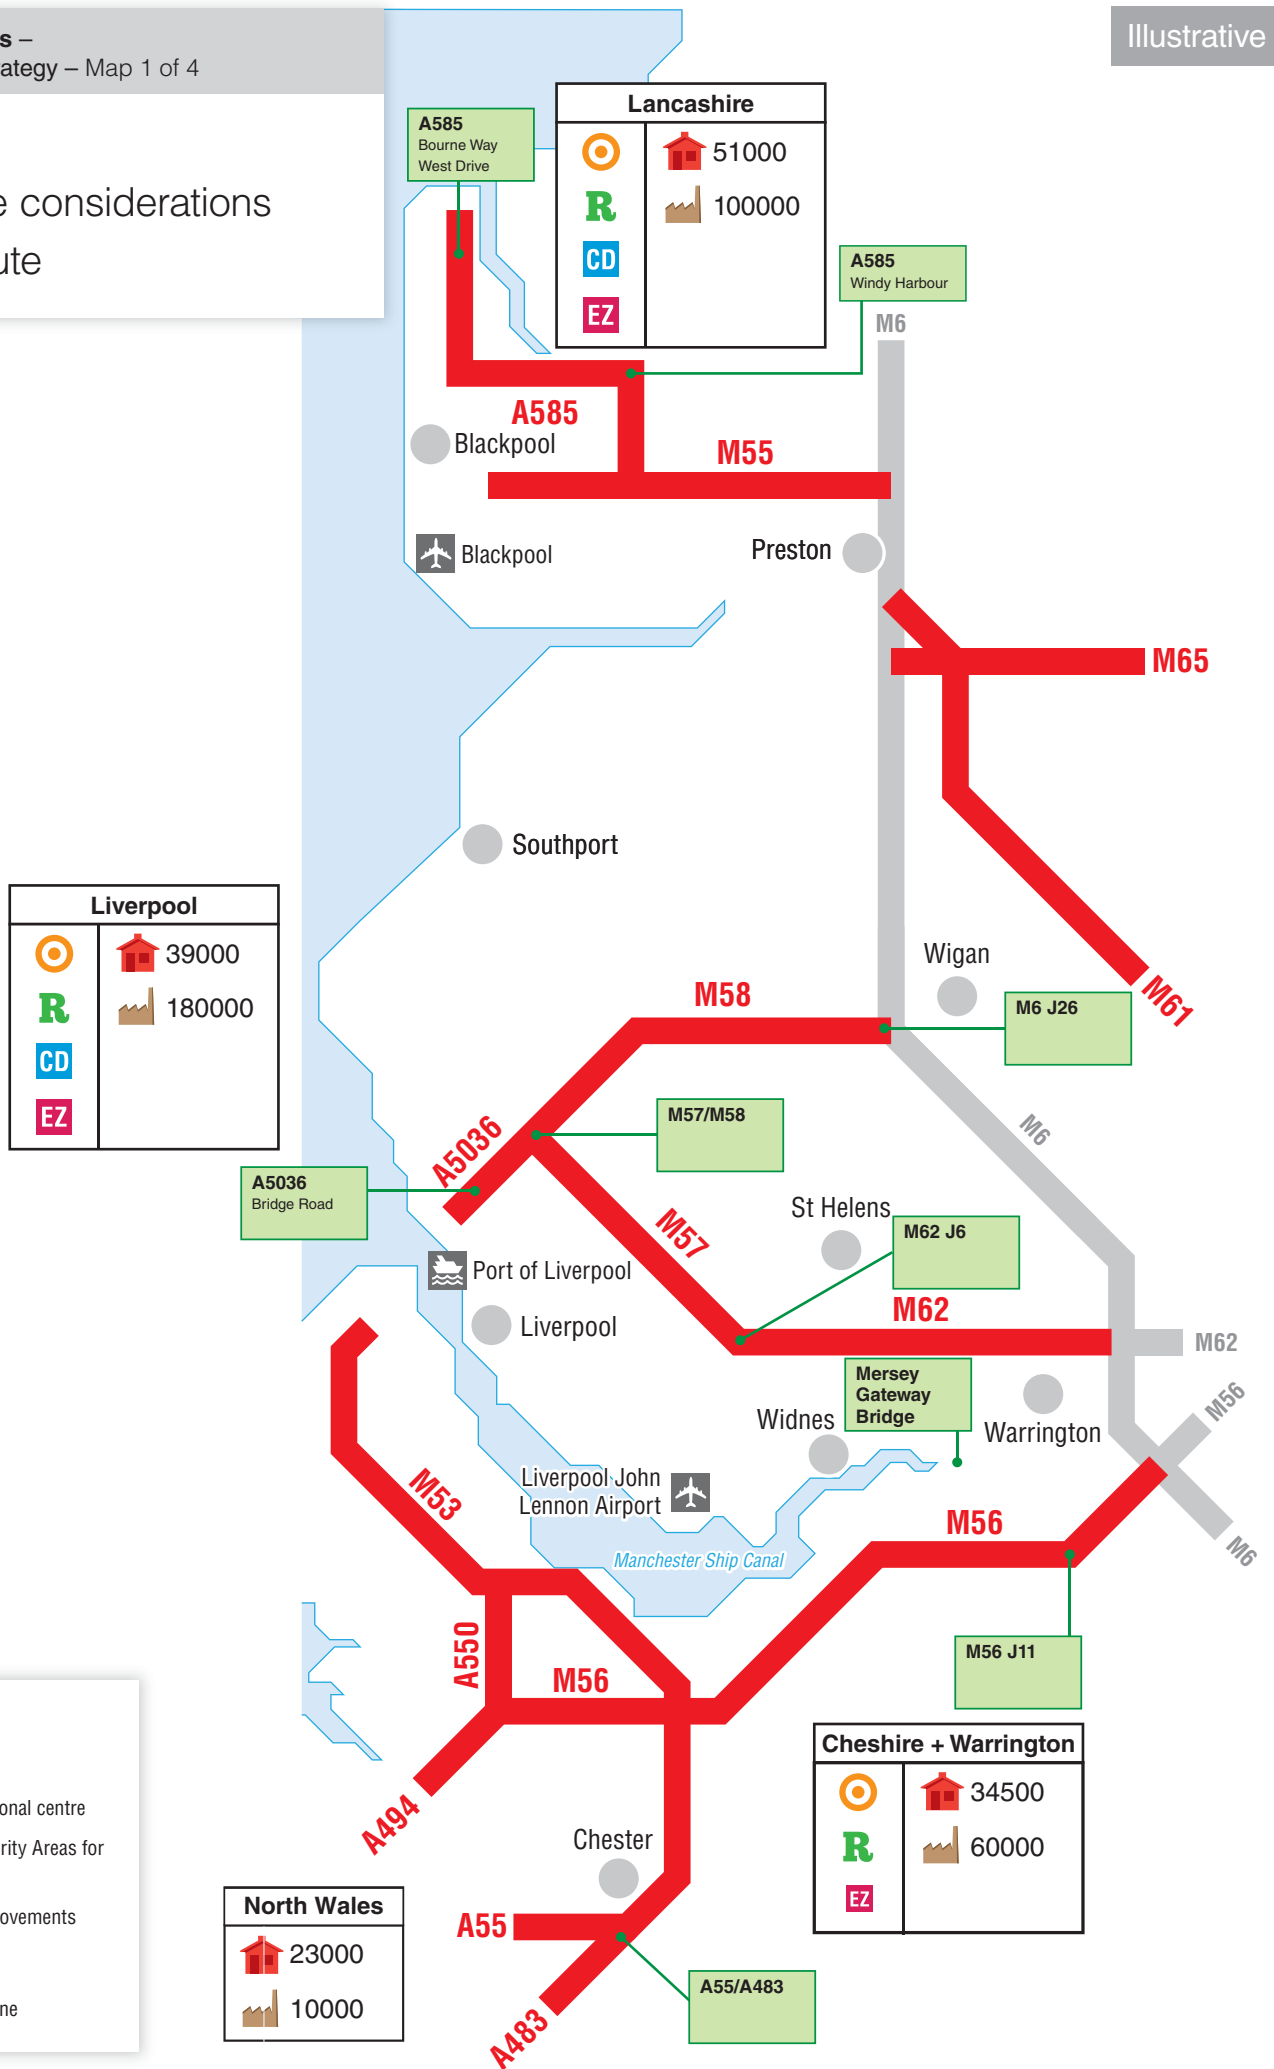 s –
ategy – Map 1 of 4
e considerations
ute
Illustrative
A585
Bourne Way
West Drive
Lancashire
51000
R
100000
CD
EZ
A585
Windy Harbour
M6
A585
Blackpool
M55
Blackpool
Preston
M65
Southport
Liverpool
39000
R
180000
CD
EZ
Wigan
M58
M61
M6 J26
M57/M58
M6
A5036
A5036
Bridge Road
St Helens
M57
M62 J6
Port of Liverpool
M62
Liverpool
M62
Mersey
Gateway
Bridge
M56
Widnes
Warrington
Liverpool John
Lennon Airport
M53
M56
M6
Manchester Ship Canal
A550
M56
M56 J11
Cheshire + Warrington
34500
R
60000
EZ
onal centre
rity Areas for
ovements
ne
A494
Chester
North Wales
23000
10000
A55
A55/A483
A483